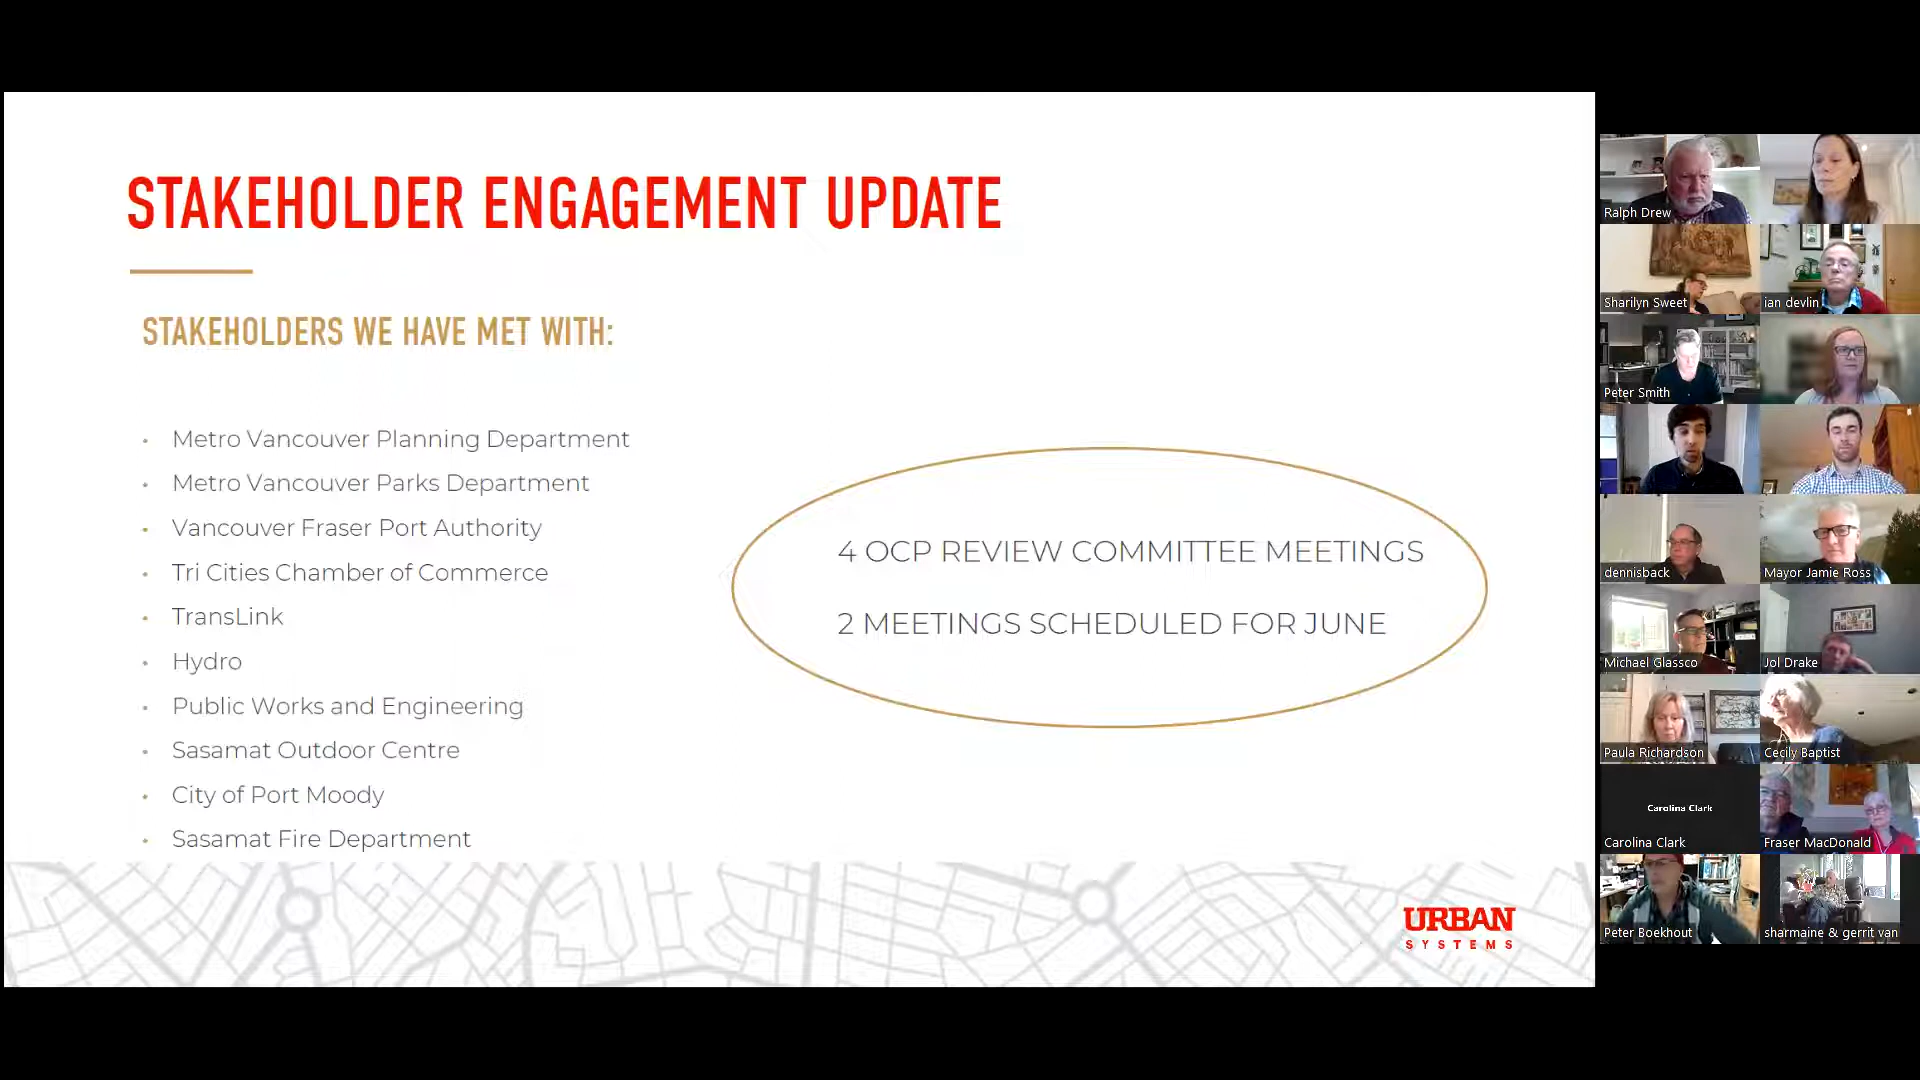 STAKEHOLDER ENGAGEMENT UPDATE
STAKEHOLDERS WE HAVE MET WITH:
• Metro Vancouver Planning Department
• Metro Vancouver Parks Department
• Vancouver Fraser Port Authority
• Tri Cities Chamber of Commerce
• TransLink
• Hydro
• Public Works and Engineering
• Sasamat Outdoor Centre
• City of Port Moody
• Sasamat Fire Department
4 OCP REVIEW COMMITTEE MEETINGS
2 MEETINGS SCHEDULED FOR JUNE
URBAN
SYSTEMS
Ralph Drew
Sharilyn Sweet
ian devlin
Peter Smith
dennisback
Mayor Jamie Ross
Michael Glassco
Jol Drake
Paula Richardson
Cecily Baptist
Carolina Clark
Carolina Clark
Fraser MacDonald
Peter Boekhout
sharmaine & gerrit van